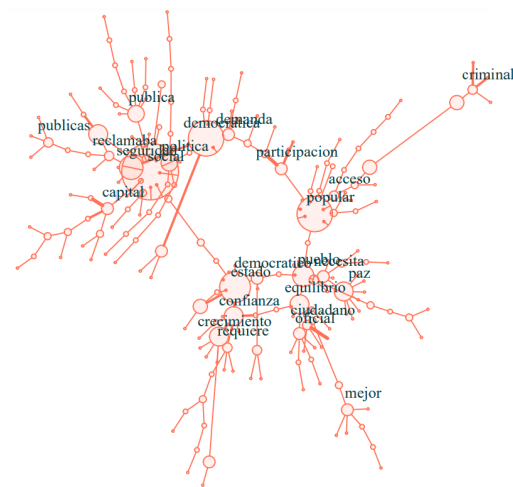 criminal
publica
publicas
democratica
demanda
reclamaba
politica
seguridad
social
participacion
acceso
capital
popular
democratico
pueblo
necesita
estado
paz
equilibrio
confianza
ciudadano
crecimiento
oficial
requiere
mejor